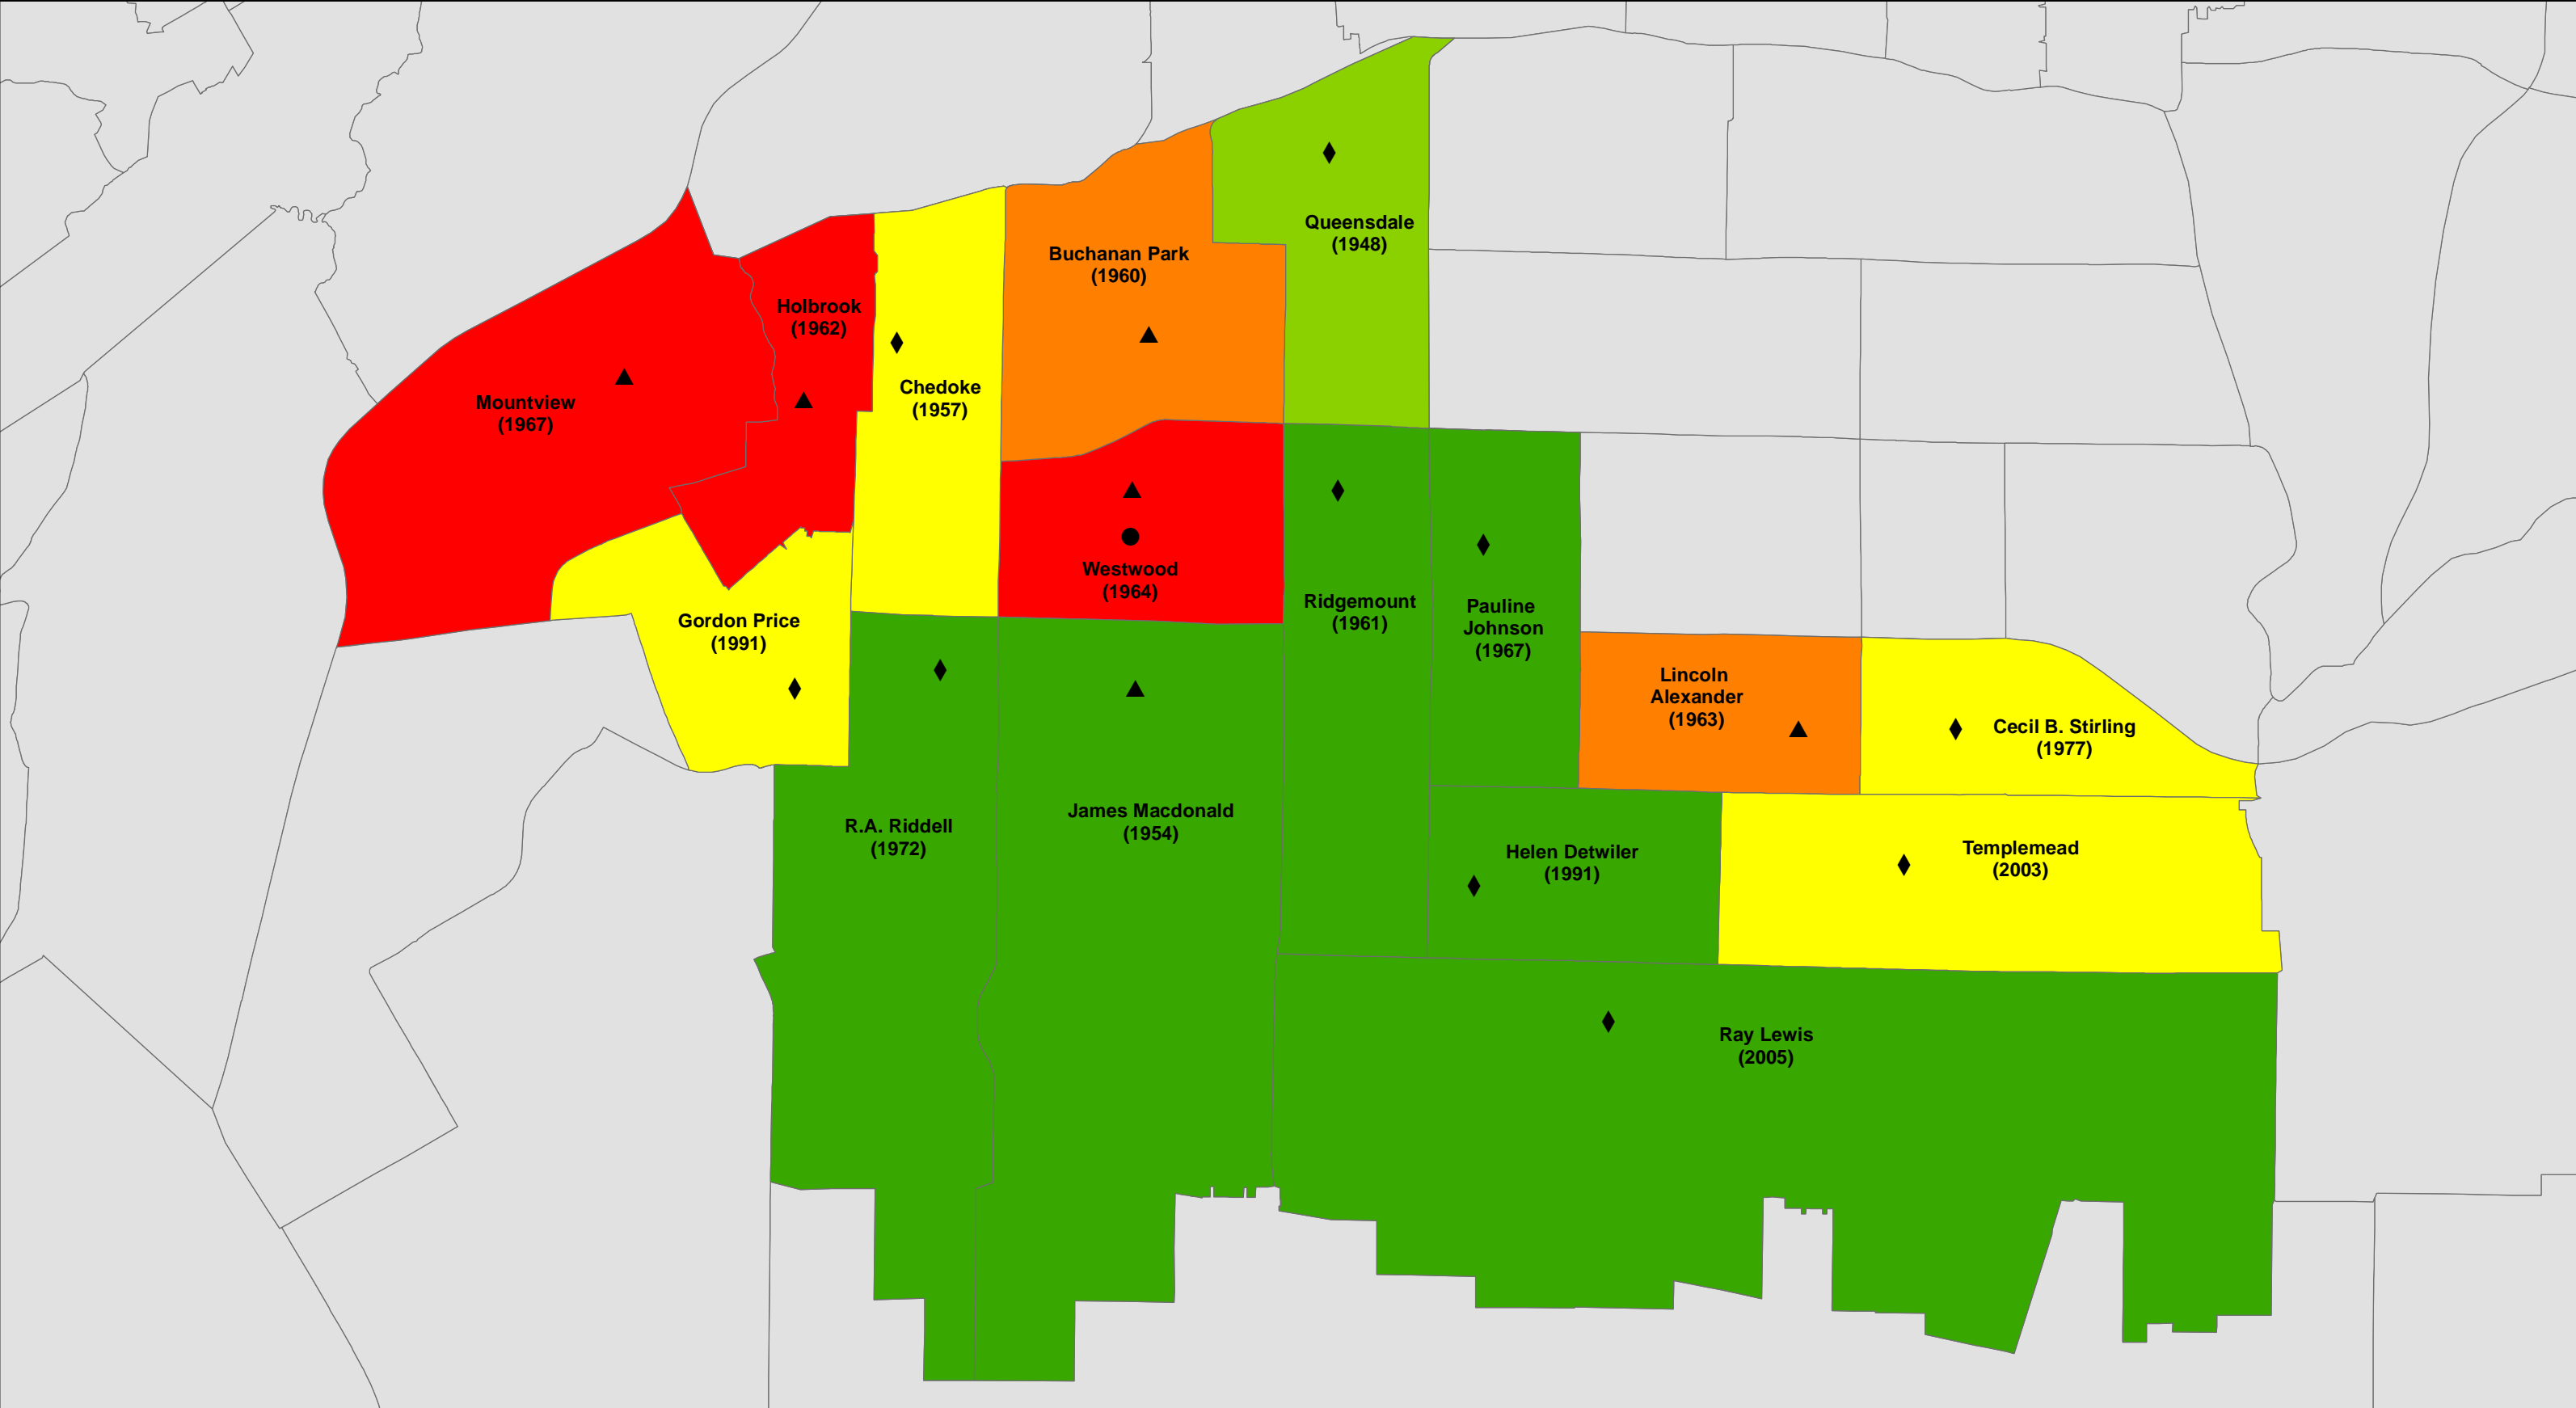 Queensdale
(1948)
Buchanan Park
(1960)
Holbrook
(1962)
Chedoke
(1957)
Mountview
(1967)
Westwood
(1964)
Ridgemount
(1961)
Pauline
Johnson
(1967)
Gordon Price
(1991)
Lincoln
Alexander
(1963)
Cecil B. Stirling
(1977)
James Macdonald
(1954)
R.A. Riddell
(1972)
Helen Detwiler
(1991)
Templemead
(2003)
Ray Lewis
(2005)